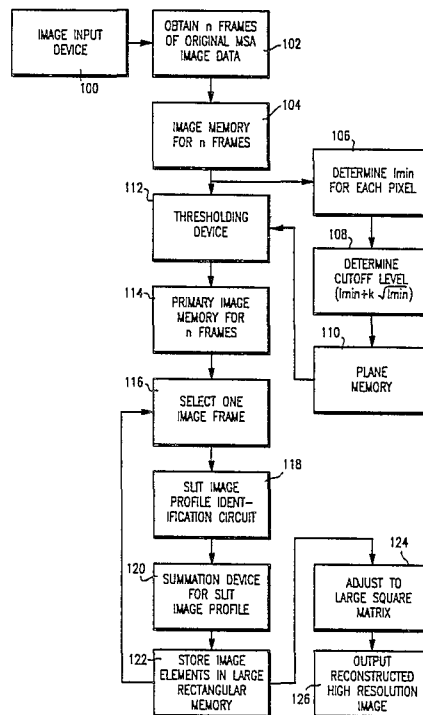 IMAGE INPUT
DEVICE
100
OBTAIN n FRAMES
OF ORIGINAL MSA
IMAGE DATA
102
IMAGE MEMORY
FOR n FRAMES
104
106
DETERMINE Imin
FOR EACH PIXEL
112
THRESHOLDING
DEVICE
108
DETERMINE
CUTOFF LEVEL
(Imin+k √Imin)
114
PRIMARY IMAGE
MEMORY FOR
n FRAMES
110
PLANE
MEMORY
116
SELECT ONE
IMAGE FRAME
118
SLIT IMAGE
PROFILE IDENT-
IFICATION CIRCUIT
120
SUMMATION DEVICE
FOR SLIT
IMAGE PROFILE
124
ADJUST TO
LARGE SQUARE
MATRIX
122
STORE IMAGE
ELEMENTS IN LARGE
RECTANGULAR
MEMORY
OUTPUT
RECONSTRUCTED
HIGH RESOLUTION
IMAGE
126